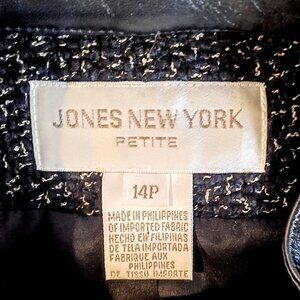 JONES NEW YORK
PETITE
14P
MADE IN PHILIPPINES
OF IMPORTED FABRIC
HECHO EN FILIPINAS
DE TELA IMPORTADA
FABRIQUE AUX
PHILIPPINES
DE TISSU IMPORTE